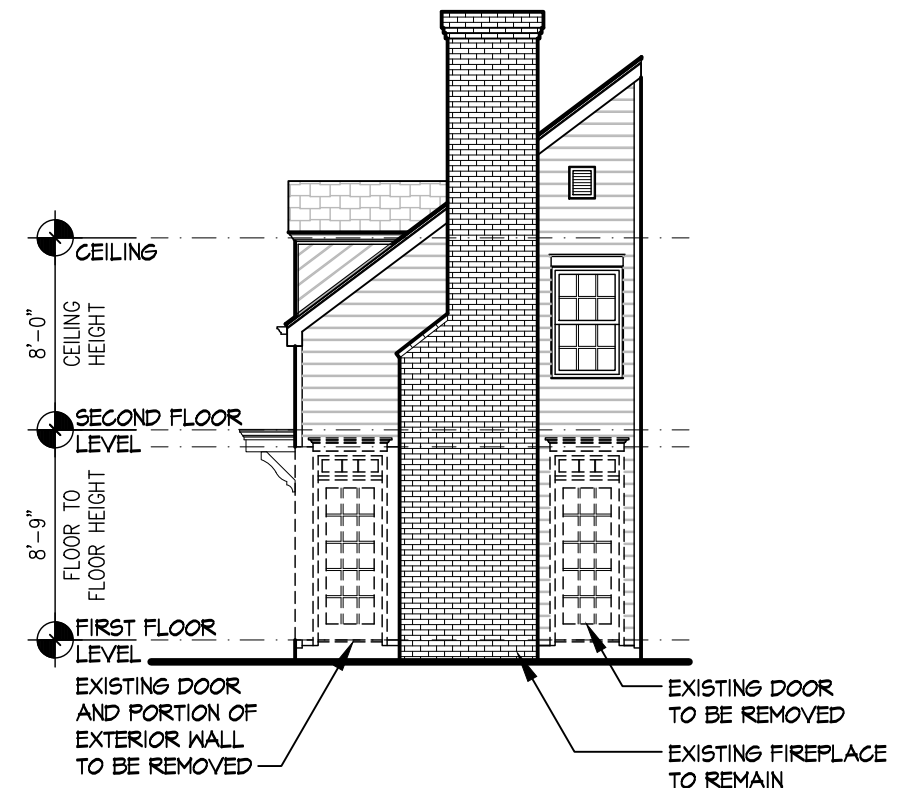 CEILING
8'-0"
CEILING
HEIGHT
SECOND FLOOR
LEVEL
8'-9"
FLOOR TO
FLOOR HEIGHT
FIRST FLOOR
LEVEL
EXISTING DOOR
AND PORTION OF
EXTERIOR WALL
TO BE REMOVED
EXISTING DOOR
TO BE REMOVED
EXISTING FIREPLACE
TO REMAIN